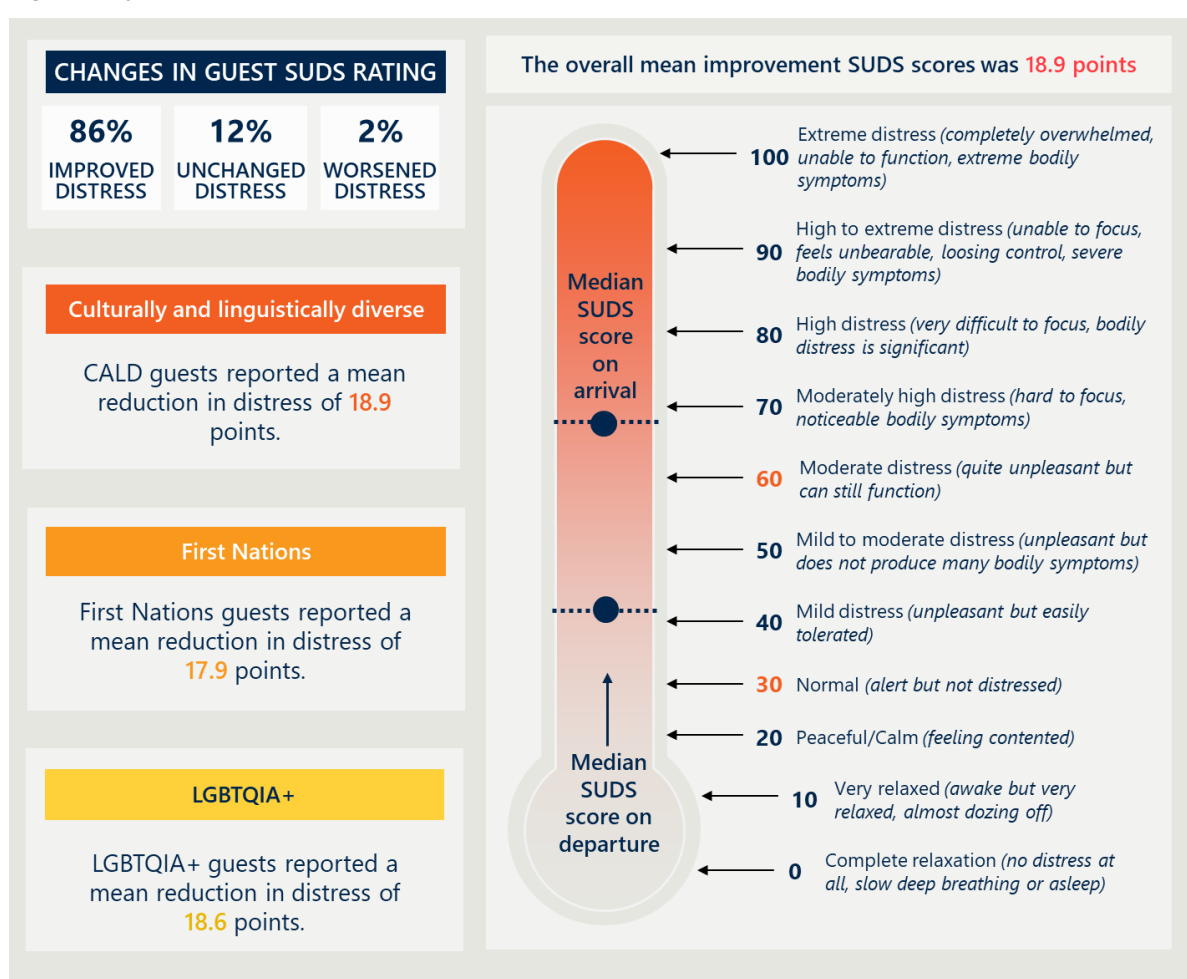 CHANGES IN GUEST SUDS RATING
86%
IMPROVED
DISTRESS
12%
UNCHANGED
DISTRESS
2%
WORSENED
DISTRESS
Culturally and linguistically diverse
CALD guests reported a mean
reduction in distress of 18.9
points.
First Nations
First Nations guests reported a
mean reduction in distress of
17.9 points.
LGBTQIA+
LGBTQIA+ guests reported a
mean reduction in distress of
18.6 points.
The overall mean improvement SUDS scores was 18.9 points
Median
SUDS
score
on
arrival
Median
SUDS
score on
departure
100 Extreme distress (completely overwhelmed,
unable to function, extreme bodily
symptoms)
90 High to extreme distress (unable to focus,
feels unbearable, loosing control, severe
bodily symptoms)
80 High distress (very difficult to focus, bodily
distress is significant)
70 Moderately high distress (hard to focus,
noticeable bodily symptoms)
60 Moderate distress (quite unpleasant but
can still function)
50 Mild to moderate distress (unpleasant but
does not produce many bodily symptoms)
40 Mild distress (unpleasant but easily
tolerated)
30 Normal (alert but not distressed)
20 Peaceful/Calm (feeling contented)
10 Very relaxed (awake but very
relaxed, almost dozing off)
0 Complete relaxation (no distress at
all, slow deep breathing or asleep)